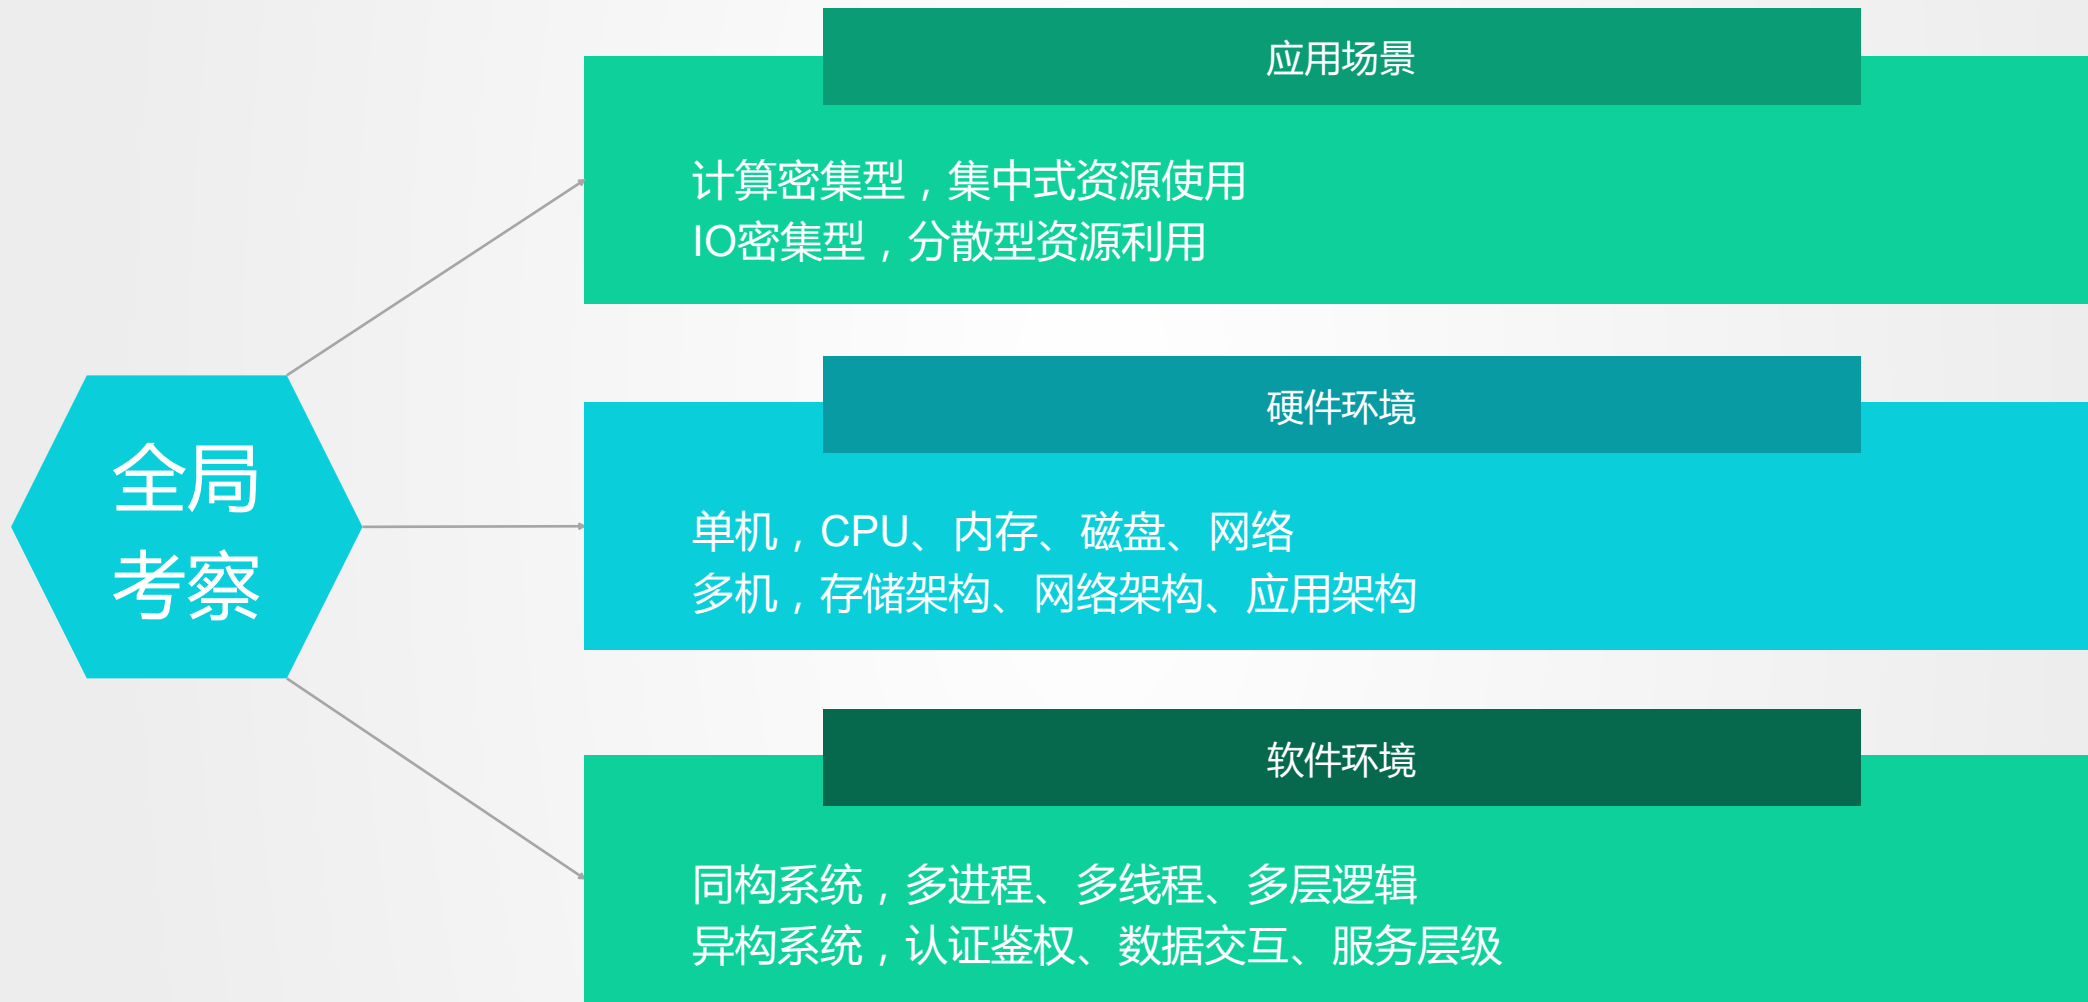 全局
考察
应用场景
计算密集型，集中式资源使用
IO密集型，分散型资源利用
硬件环境
单机，CPU、内存、磁盘、网络
多机，存储架构、网络架构、应用架构
软件环境
同构系统，多进程、多线程、多层逻辑
异构系统，认证鉴权、数据交互、服务层级